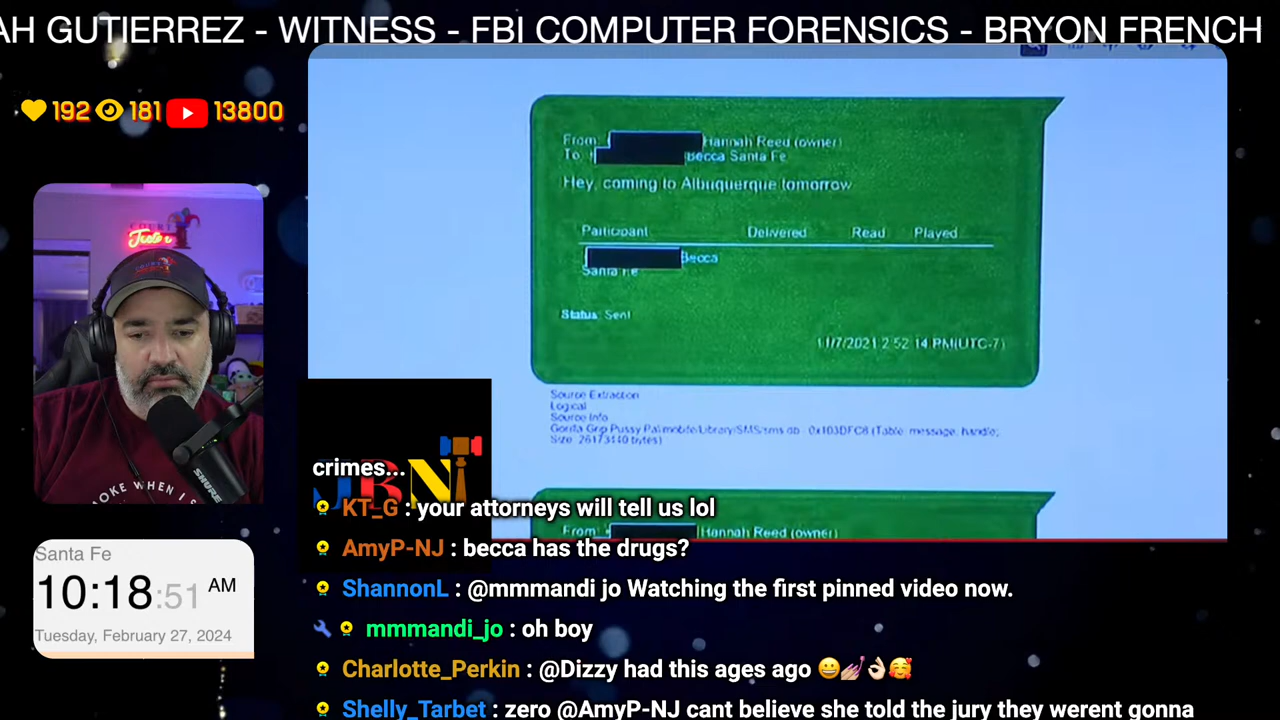 AH GUTIERREZ - WITNESS - FBI COMPUTER FORENSICS - BRYON FRENCH
192 181 13800
From: Hannah Reed (owner)
To: Becca Santa Fe
Hey, coming to Albuquerque tomorrow
Participant Delivered Read Played
Becca
Santa Fe
Status: Sent
11/7/2021 2:52:14 PM(UTC-7)
Source Extraction
Logical
Source Info
Size: 26173440 bytes)
From: Hannah Reed (owner)
SHURE
Santa Fe
10:18:51 AM
Tuesday, February 27, 2024
crimes...
KT_G : your attorneys will tell us lol
AmyP-NJ : becca has the drugs?
ShannonL : @mmmandi jo Watching the first pinned video now.
mmmandi_jo : oh boy
Charlotte_Perkin : @Dizzy had this ages ago 😀💅🏻👌🏻🥰
Shelly_Tarbet : zero @AmyP-NJ cant believe she told the jury they werent gonna